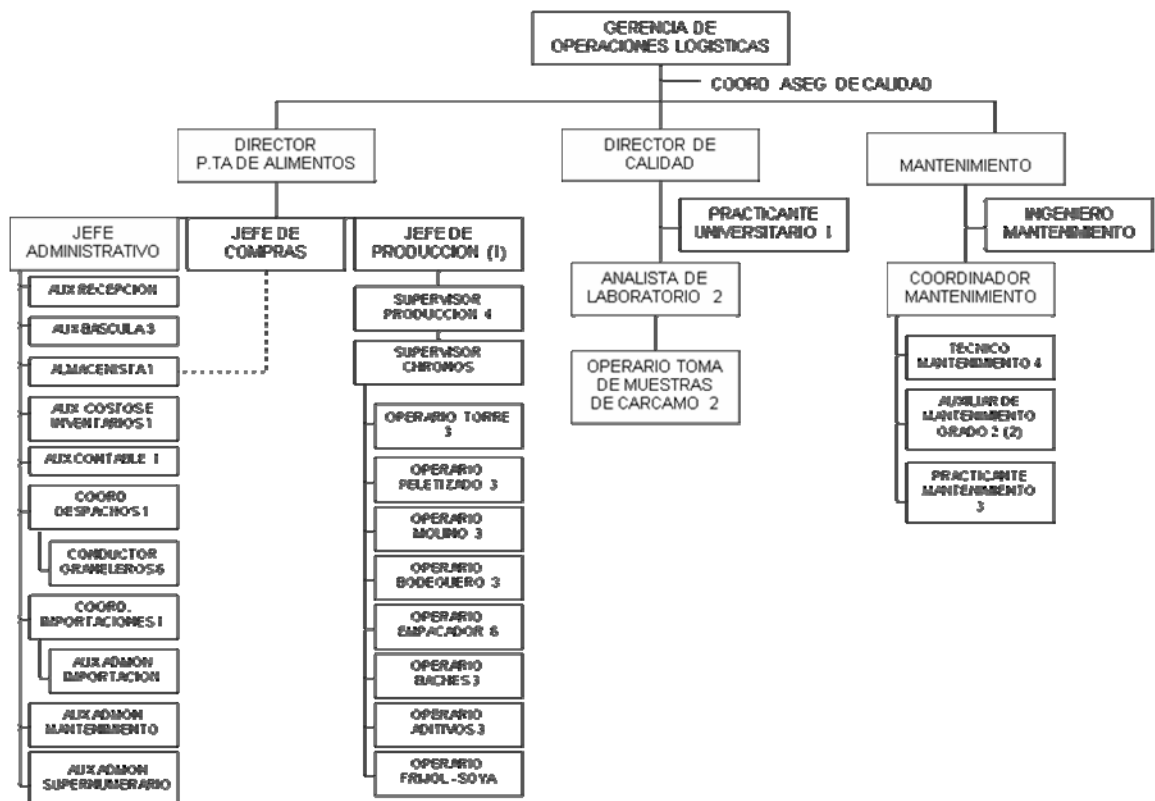 GERENCIA DE
OPERACIONES LOGISTICAS
COORD ASEG DE CALIDAD
DIRECTOR
P.TA DE ALIMENTOS
DIRECTOR DE
CALIDAD
MANTENIMIENTO
JEFE
ADMINISTRATIVO
JEFE DE
COMPRAS
JEFE DE
PRODUCCION (1)
PRACTICANTE
UNIVERSITARIO 1
INGENIERO
MANTENIMIENTO
AUX RECEPCION
AUX BASCULA 3
ALMACENISTA 1
AUX COSTOS E
INVENTARIOS 1
AUX CONTABLE 1
COORD
DESPACHOS 1
CONDUCTOR
GRANELEROS 6
COORD.
IMPORTACIONES 1
AUX ADMON
IMPORTACION
AUX ADMON
MANTENIMIENTO
AUX ADMON
SUPERNUMERARIO
SUPERVISOR
PRODUCCION 4
SUPERVISOR
CHRONOS
OPERARIO TORRE
3
OPERARIO
PELETIZADO 3
OPERARIO
MOLINO 3
OPERARIO
BODEGUERO 3
OPERARIO
EMPACADOR 6
OPERARIO
BACHES 3
OPERARIO
ADITIVOS 3
OPERARIO
FRIJOL -SOYA
ANALISTA DE
LABORATORIO 2
OPERARIO TOMA
DE MUESTRAS
DE CARCAMO 2
COORDINADOR
MANTENIMIENTO
TECNICO
MANTENIMIENTO 4
AUXILIAR DE
MANTENIMIENTO
GRADO 2 (2)
PRACTICANTE
MANTENIMIENTO
3